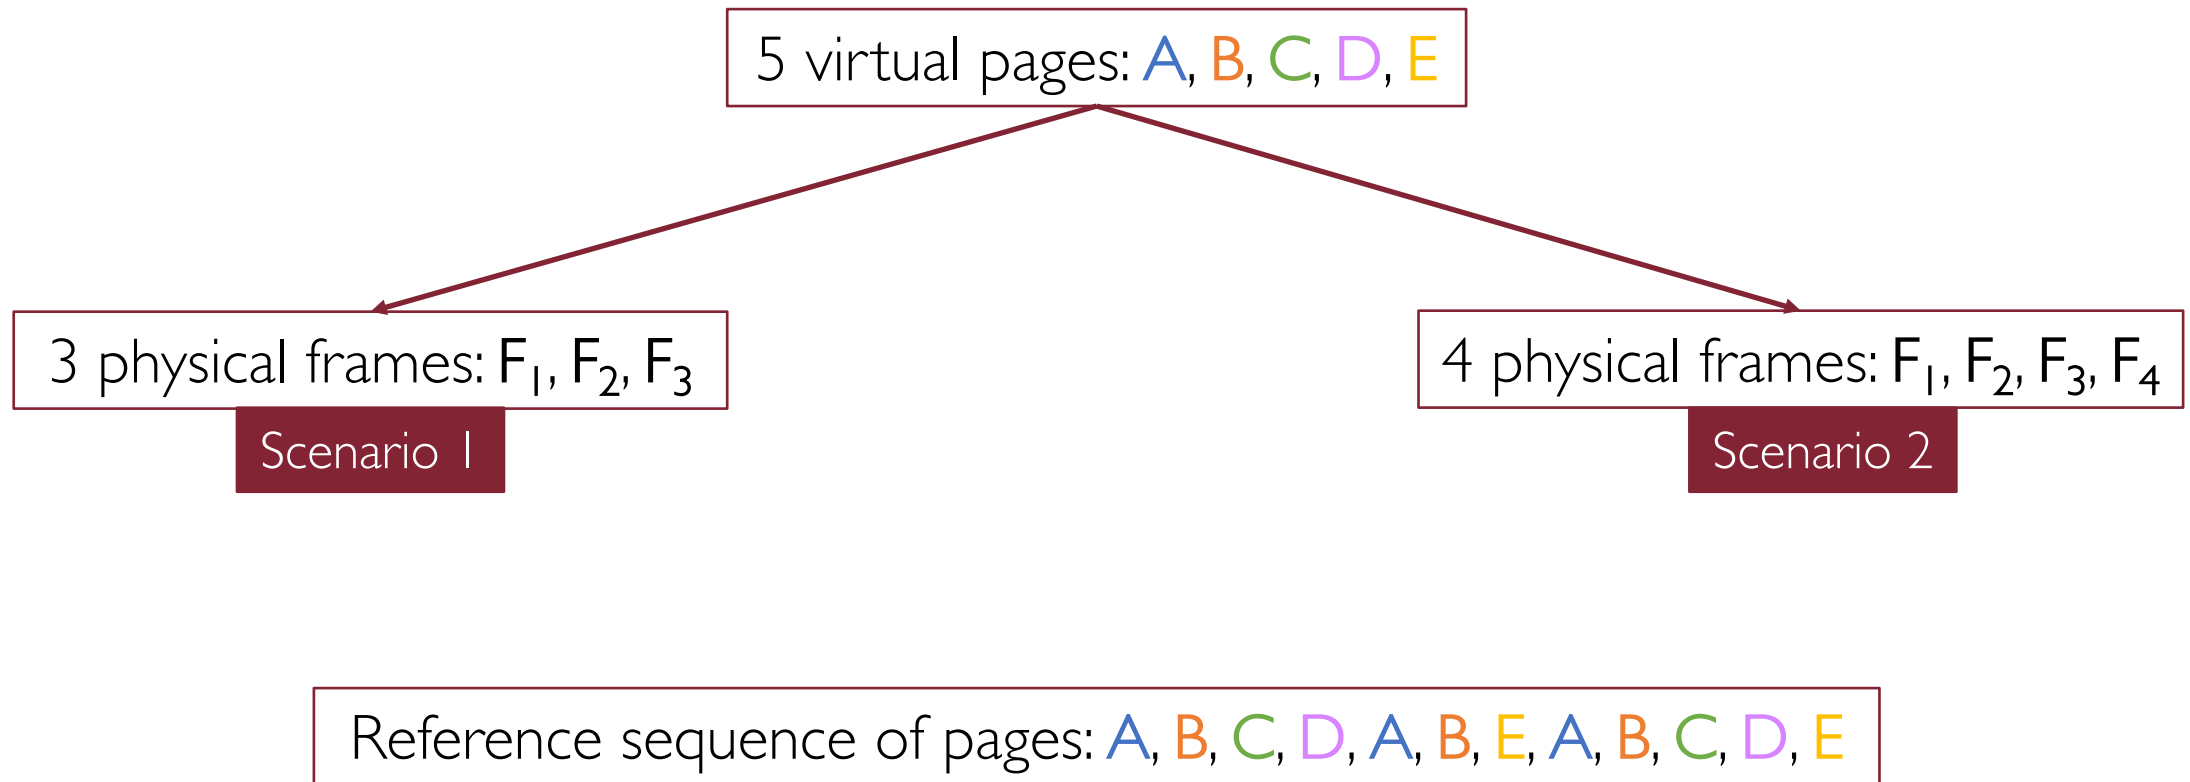 5 virtual pages: A, B, C, D, E
3 physical frames: F₁, F₂, F₃
4 physical frames: F₁, F₂, F₃, F₄
Scenario 1
Scenario 2
Reference sequence of pages: A, B, C, D, A, B, E, A, B, C, D, E